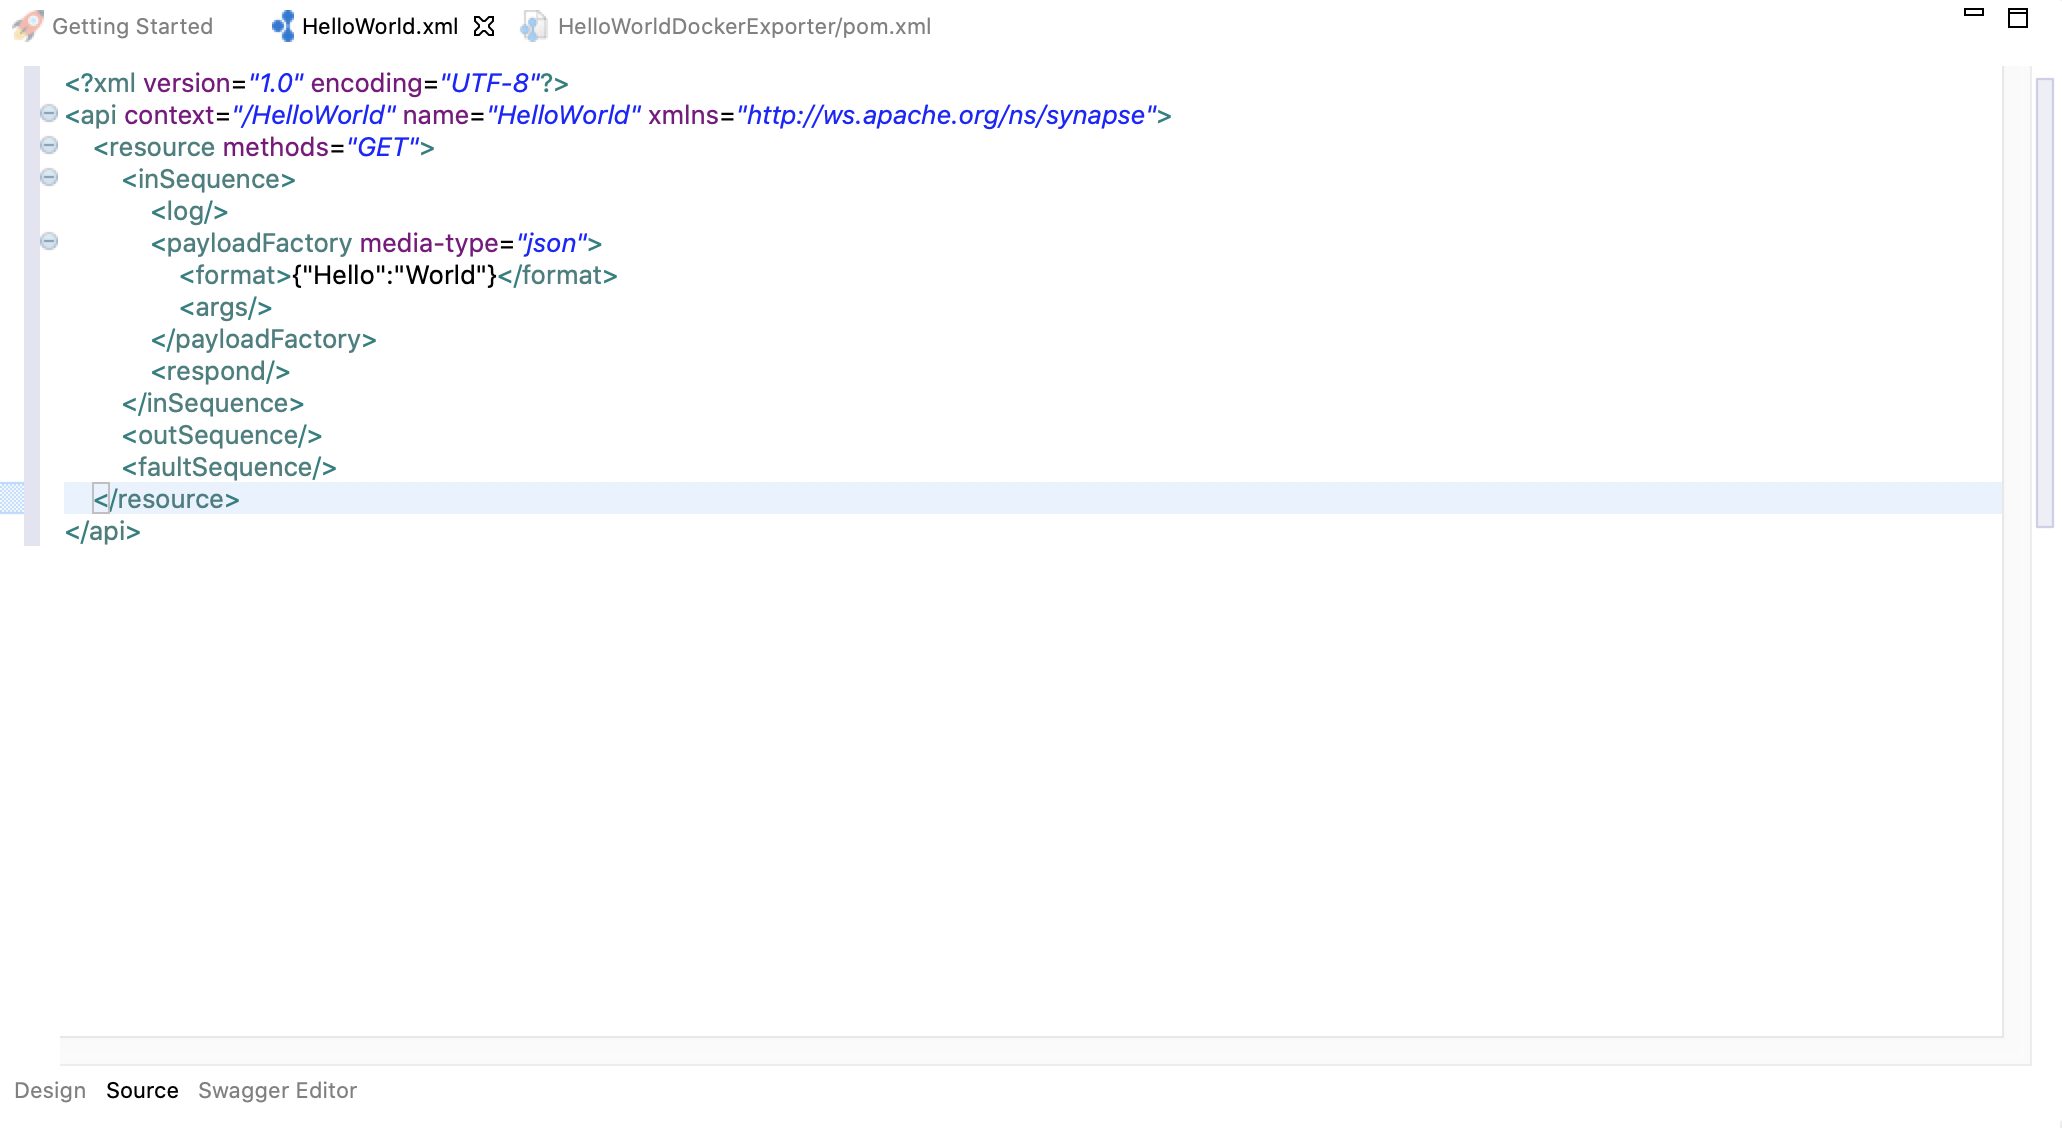 Getting Started HelloWorld.xml HelloWorldDockerExporter/pom.xml
<?xml version="1.0" encoding="UTF-8"?>
<api context="/HelloWorld" name="HelloWorld" xmlns="http://ws.apache.org/ns/synapse">
<resource methods="GET">
<inSequence>
<log/>
<payloadFactory media-type="json">
<format>{"Hello":"World"}</format>
<args/>
</payloadFactory>
<respond/>
</inSequence>
<outSequence/>
<faultSequence/>
</resource>
</api>
Design Source Swagger Editor